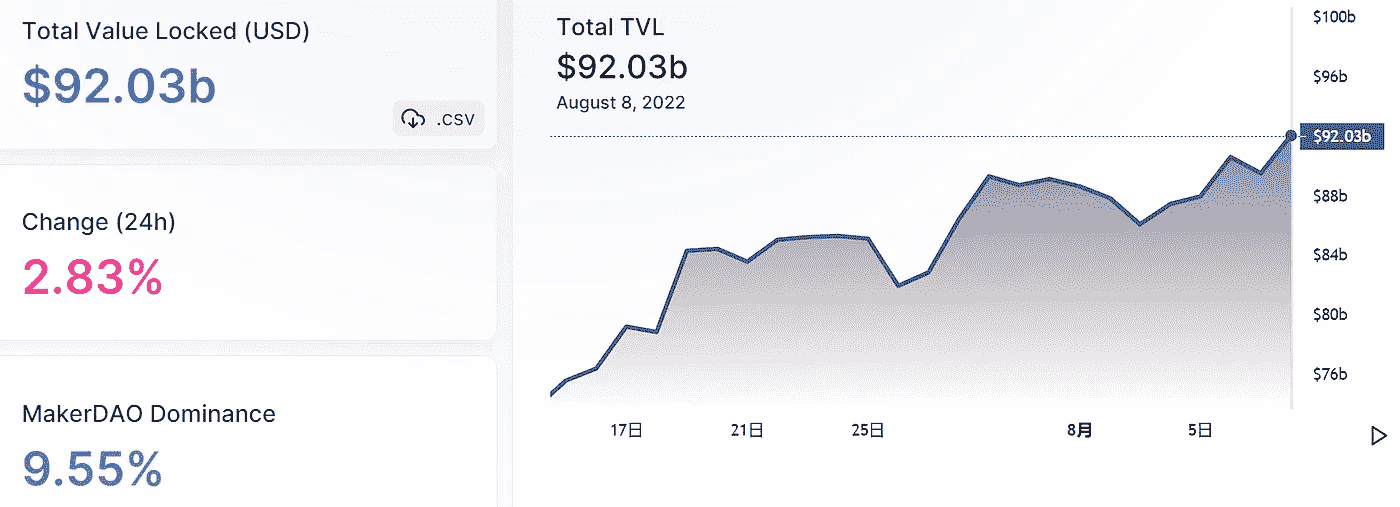 Total Value Locked (USD)
$92.03b
.csv
Change (24h)
2.83%
MakerDAO Dominance
9.55%
Total TVL
$92.03b
August 8, 2022
$100b
$96b
$92.03b
$88b
$84b
$80b
$76b
17日 21日 25日 8月 5日